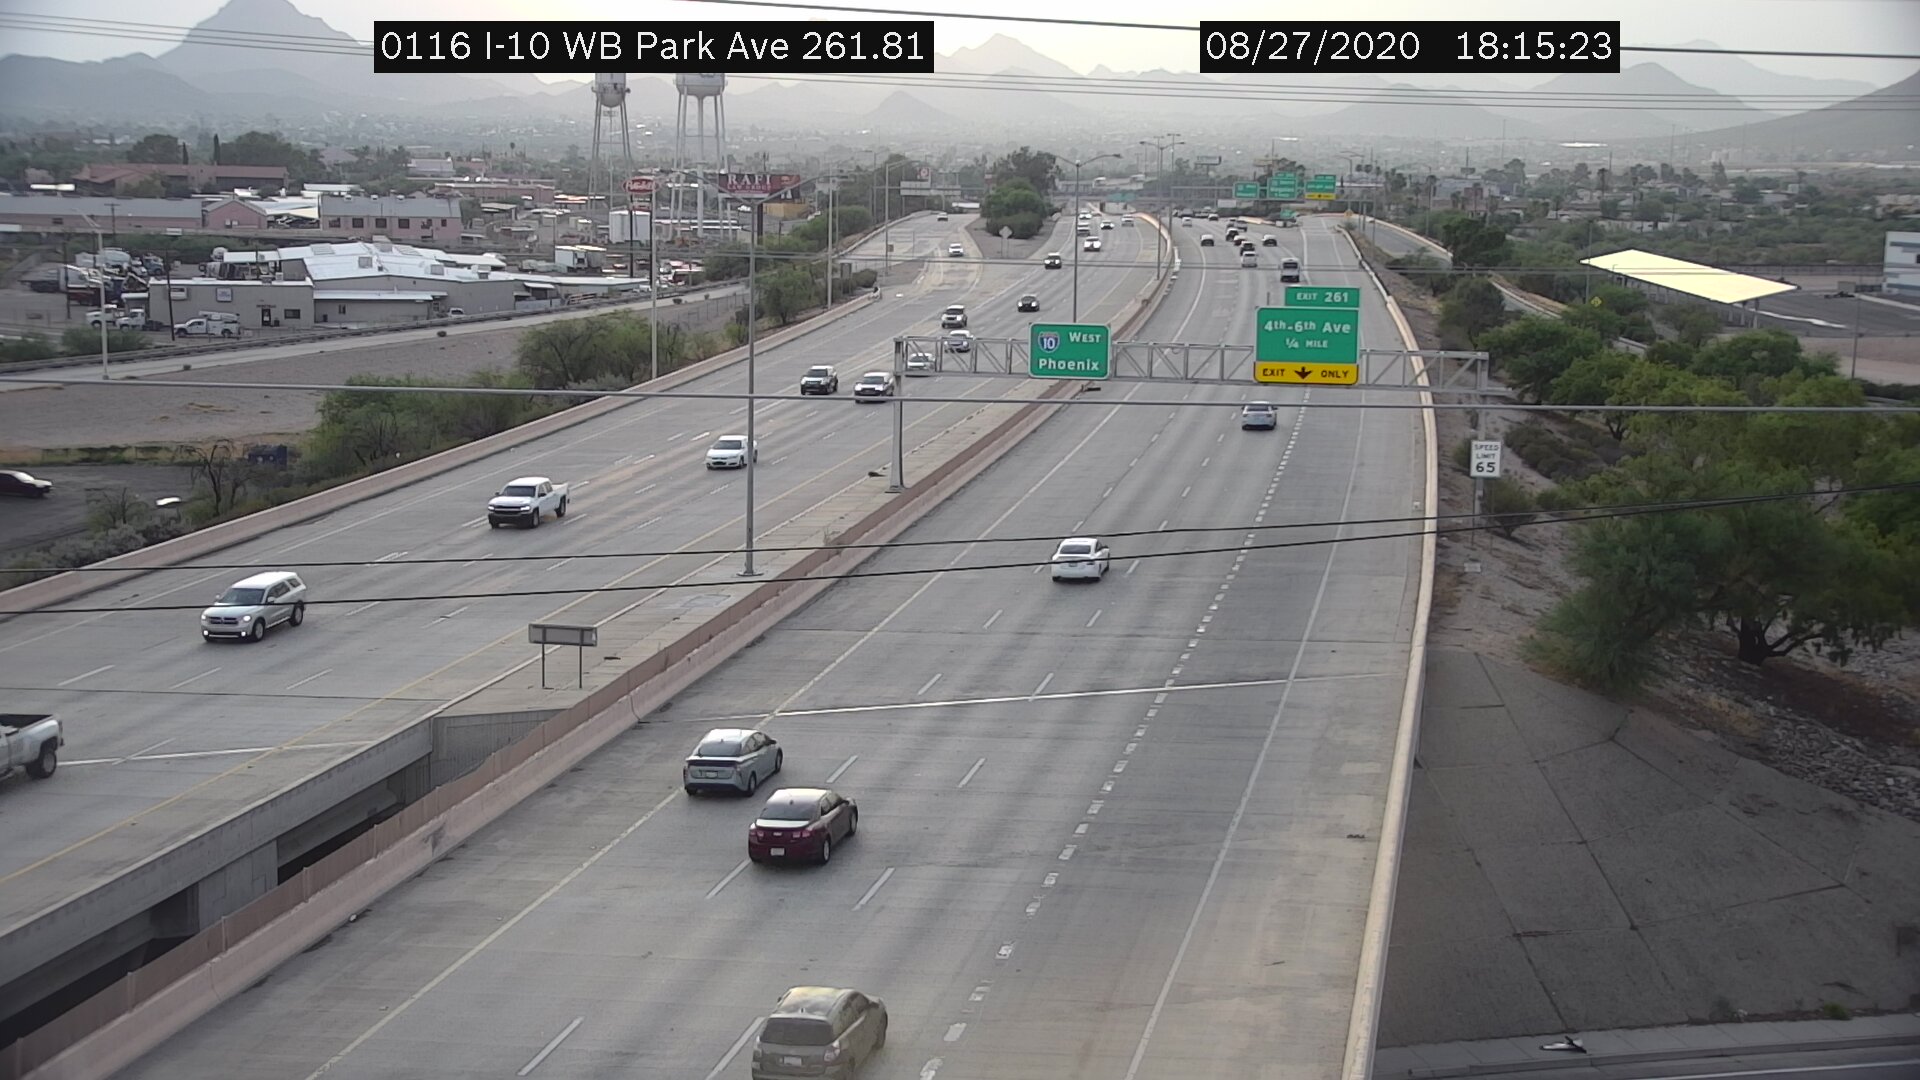 0116 I-10 WB Park Ave 261.81
08/27/2020 18:15:23
RAFI
EXIT 261
4th-6th Ave
1/4 MILE
EXIT ONLY
10 WEST
Phoenix
SPEED
LIMIT
65